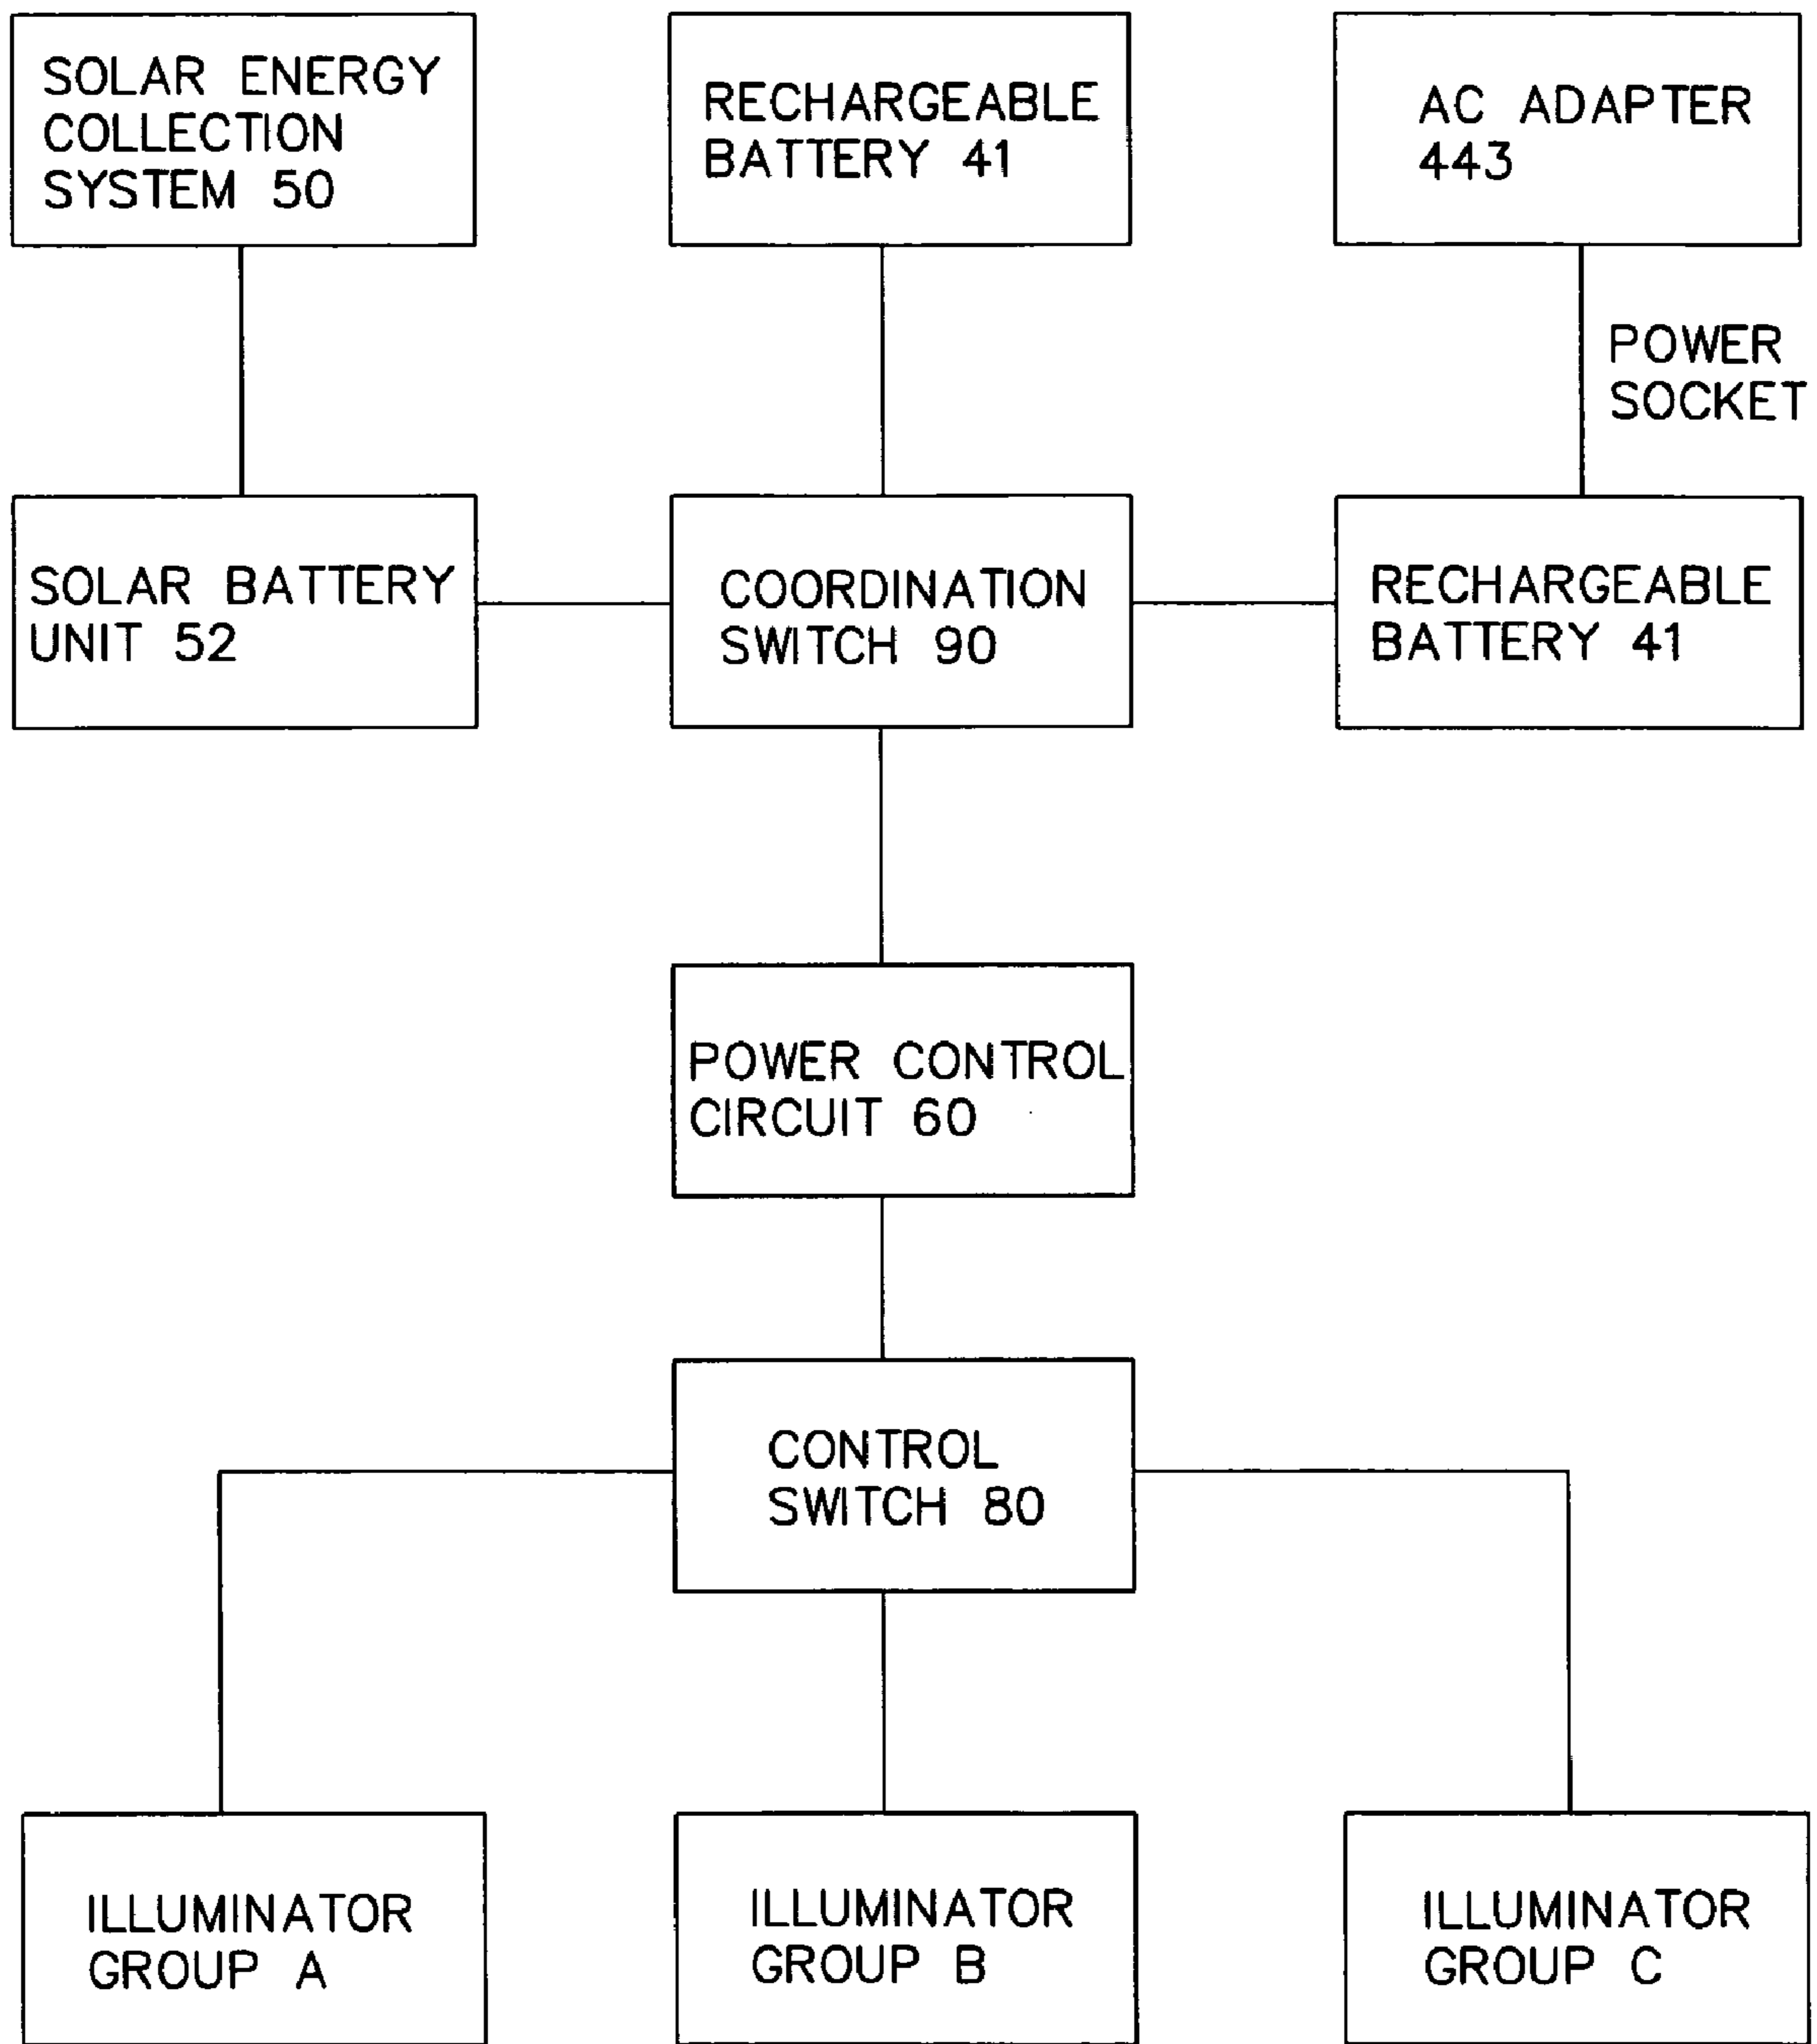 SOLAR ENERGY
COLLECTION
SYSTEM 50
RECHARGEABLE
BATTERY 41
AC ADAPTER
443
POWER
SOCKET
SOLAR BATTERY
UNIT 52
COORDINATION
SWITCH 90
RECHARGEABLE
BATTERY 41
POWER CONTROL
CIRCUIT 60
CONTROL
SWITCH 80
ILLUMINATOR
GROUP A
ILLUMINATOR
GROUP B
ILLUMINATOR
GROUP C